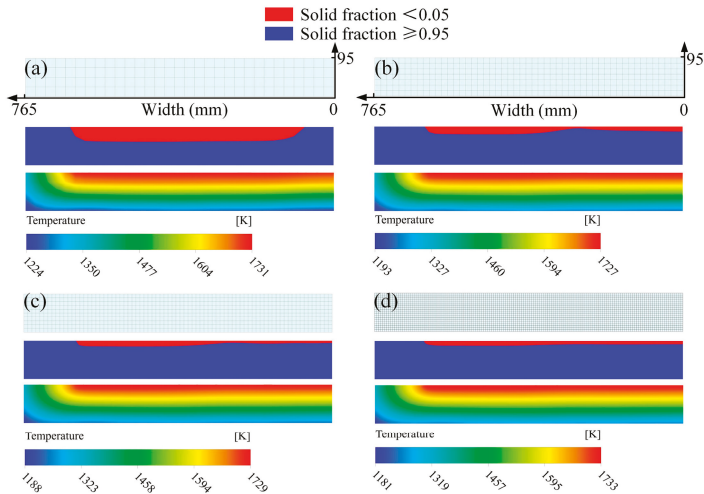 Solid fraction <0.05
Solid fraction ≥0.95
(a)
95
765 Width (mm) 0
Temperature [K]
1224 1350 1477 1604 1731
(b)
95
765 Width (mm) 0
Temperature [K]
1193 1327 1460 1594 1727
(c)
Temperature [K]
1188 1323 1458 1594 1729
(d)
Temperature [K]
1181 1319 1457 1595 1733